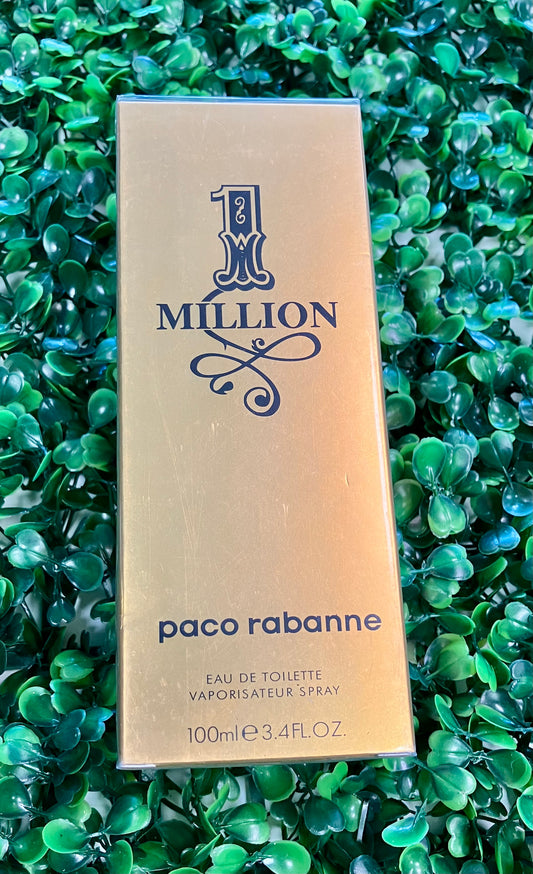 1
MILLION
paco rabanne
EAU DE TOILETTE
VAPORISATEUR SPRAY
100ml℮3.4FL.OZ.